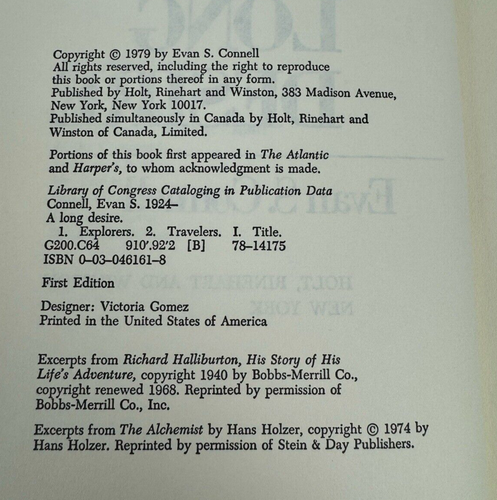 Copyright © 1979 by Evan S. Connell
All rights reserved, including the right to reproduce
this book or portions thereof in any form.
Published by Holt, Rinehart and Winston, 383 Madison Avenue,
New York, New York 10017.
Published simultaneously in Canada by Holt, Rinehart and
Winston of Canada, Limited.
Portions of this book first appeared in The Atlantic
and Harper's, to whom acknowledgment is made.
Library of Congress Cataloging in Publication Data
Connell, Evan S. 1924–
A long desire.
1. Explorers. 2. Travelers. I. Title.
G200.C64 910'.92'2 [B] 78-14175
ISBN 0-03-046161-8
First Edition
Designer: Victoria Gomez
Printed in the United States of America
Excerpts from Richard Halliburton, His Story of His
Life's Adventure, copyright 1940 by Bobbs-Merrill Co.,
copyright renewed 1968. Reprinted by permission of
Bobbs-Merrill Co., Inc.
Excerpts from The Alchemist by Hans Holzer, copyright © 1974 by
Hans Holzer. Reprinted by permission of Stein & Day Publishers.